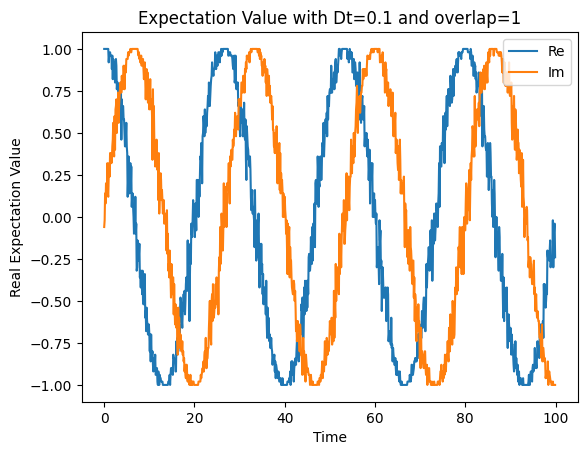 Expectation Value with Dt=0.1 and overlap=1
Re
Im
Real Expectation Value
1.00
0.75
0.50
0.25
0.00
−0.25
−0.50
−0.75
−1.00
0 20 40 60 80 100
Time